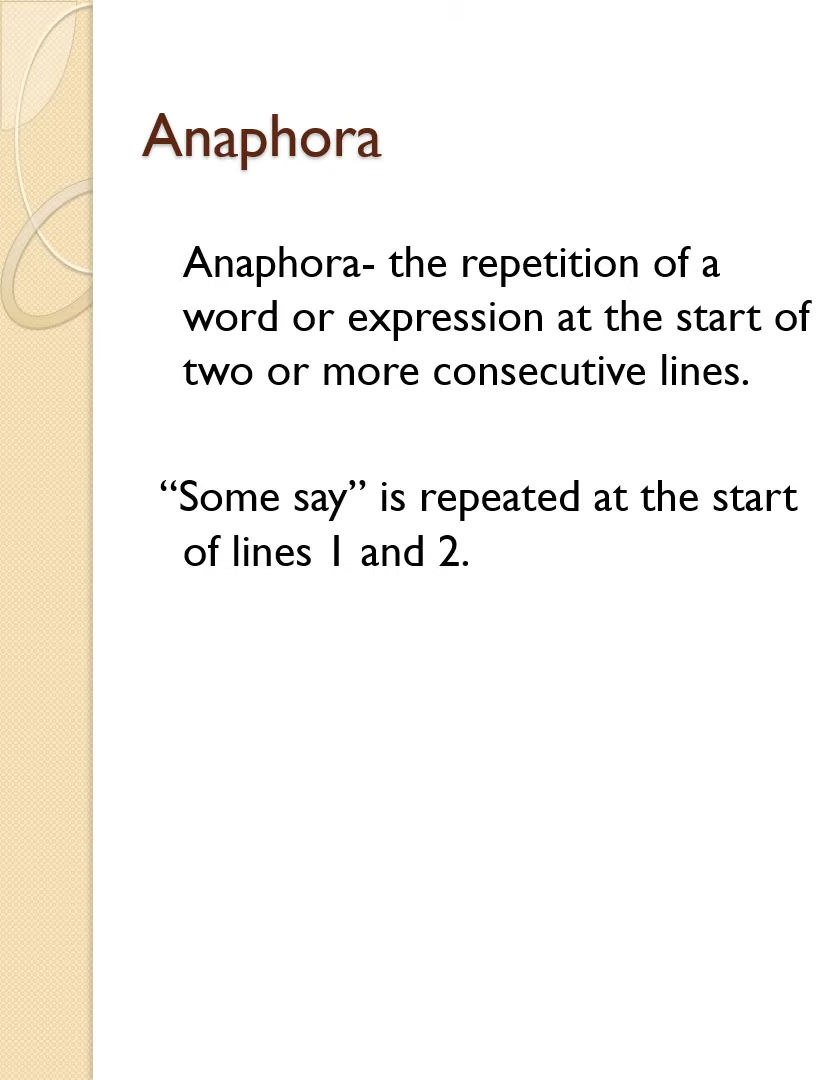 Anaphora
Anaphora- the repetition of a
word or expression at the start of
two or more consecutive lines.
“Some say” is repeated at the start
of lines 1 and 2.